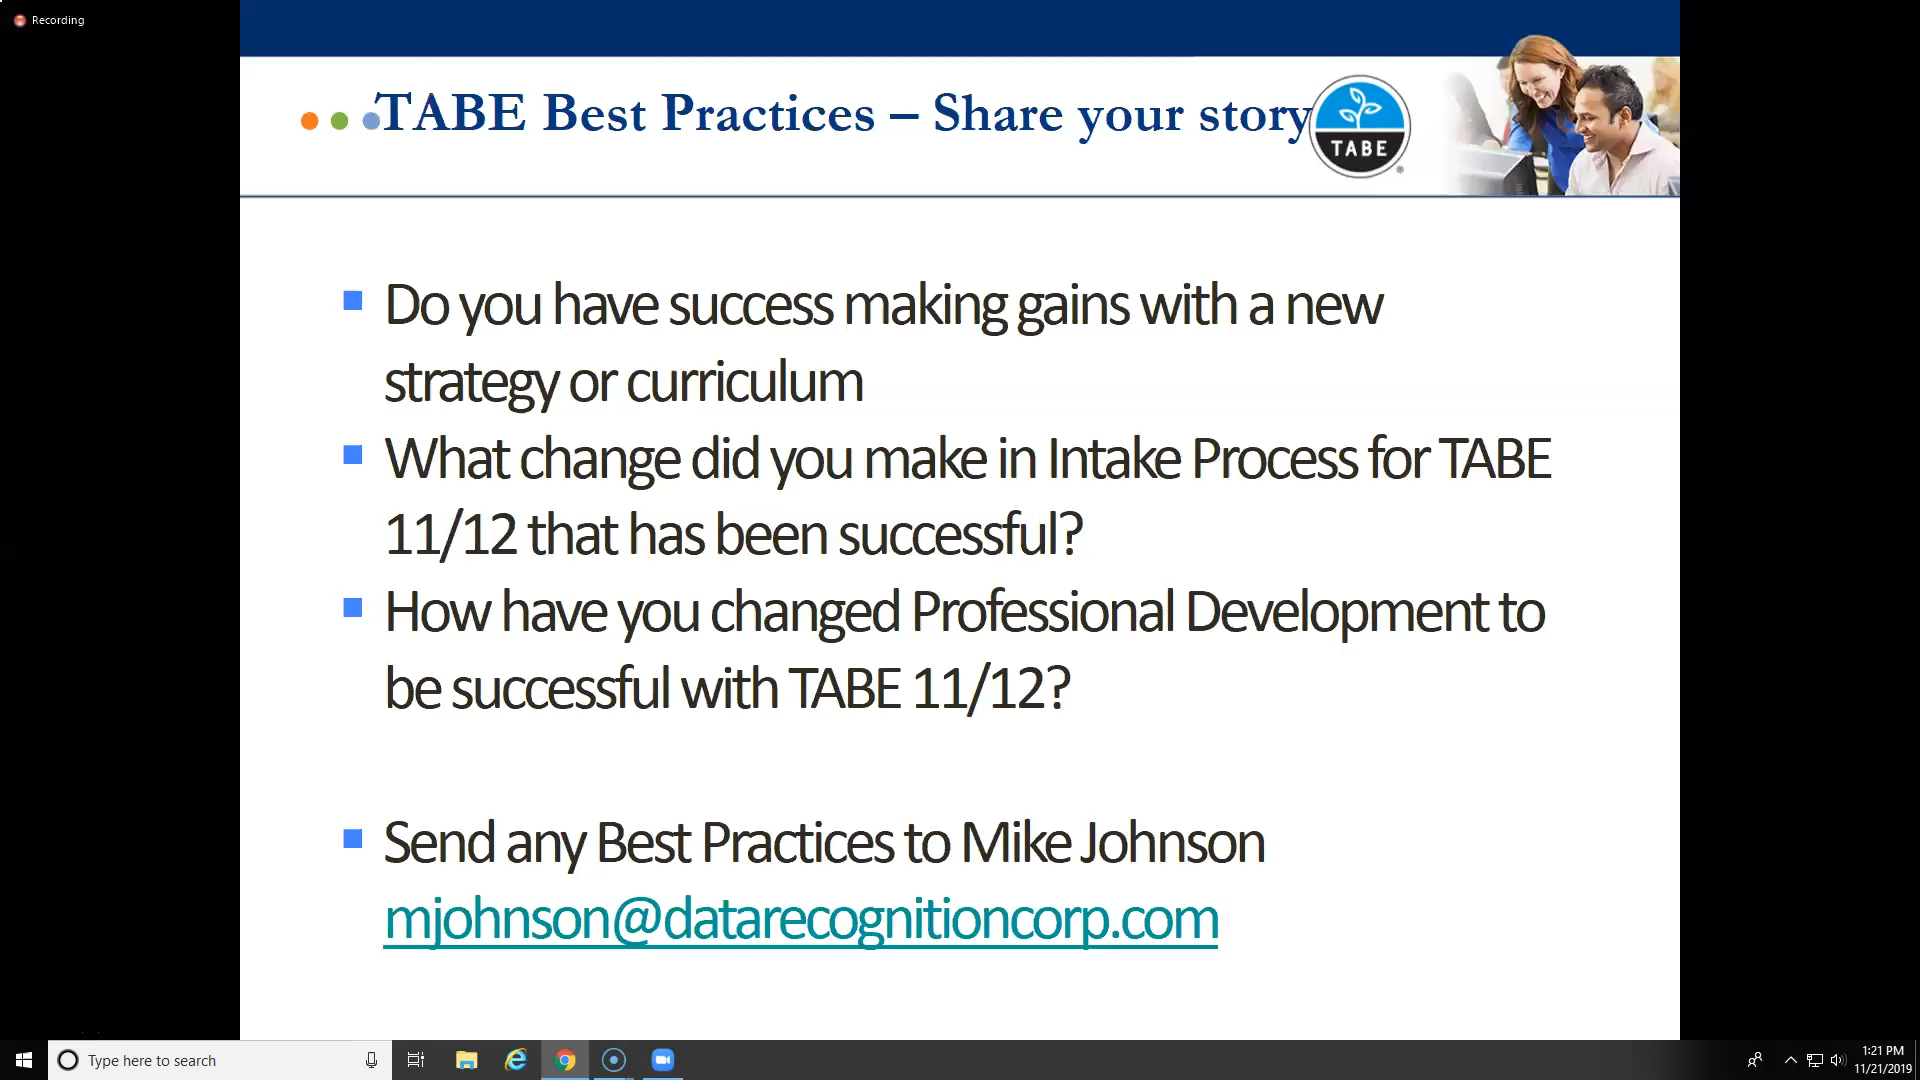 Recording
TABE Best Practices – Share your story
TABE
®
Do you have success making gains with a new
strategy or curriculum
What change did you make in Intake Process for TABE
11/12 that has been successful?
How have you changed Professional Development to
be successful with TABE 11/12?
Send any Best Practices to Mike Johnson
mjohnson@datarecognitioncorp.com
Type here to search
1:21 PM
11/21/2019